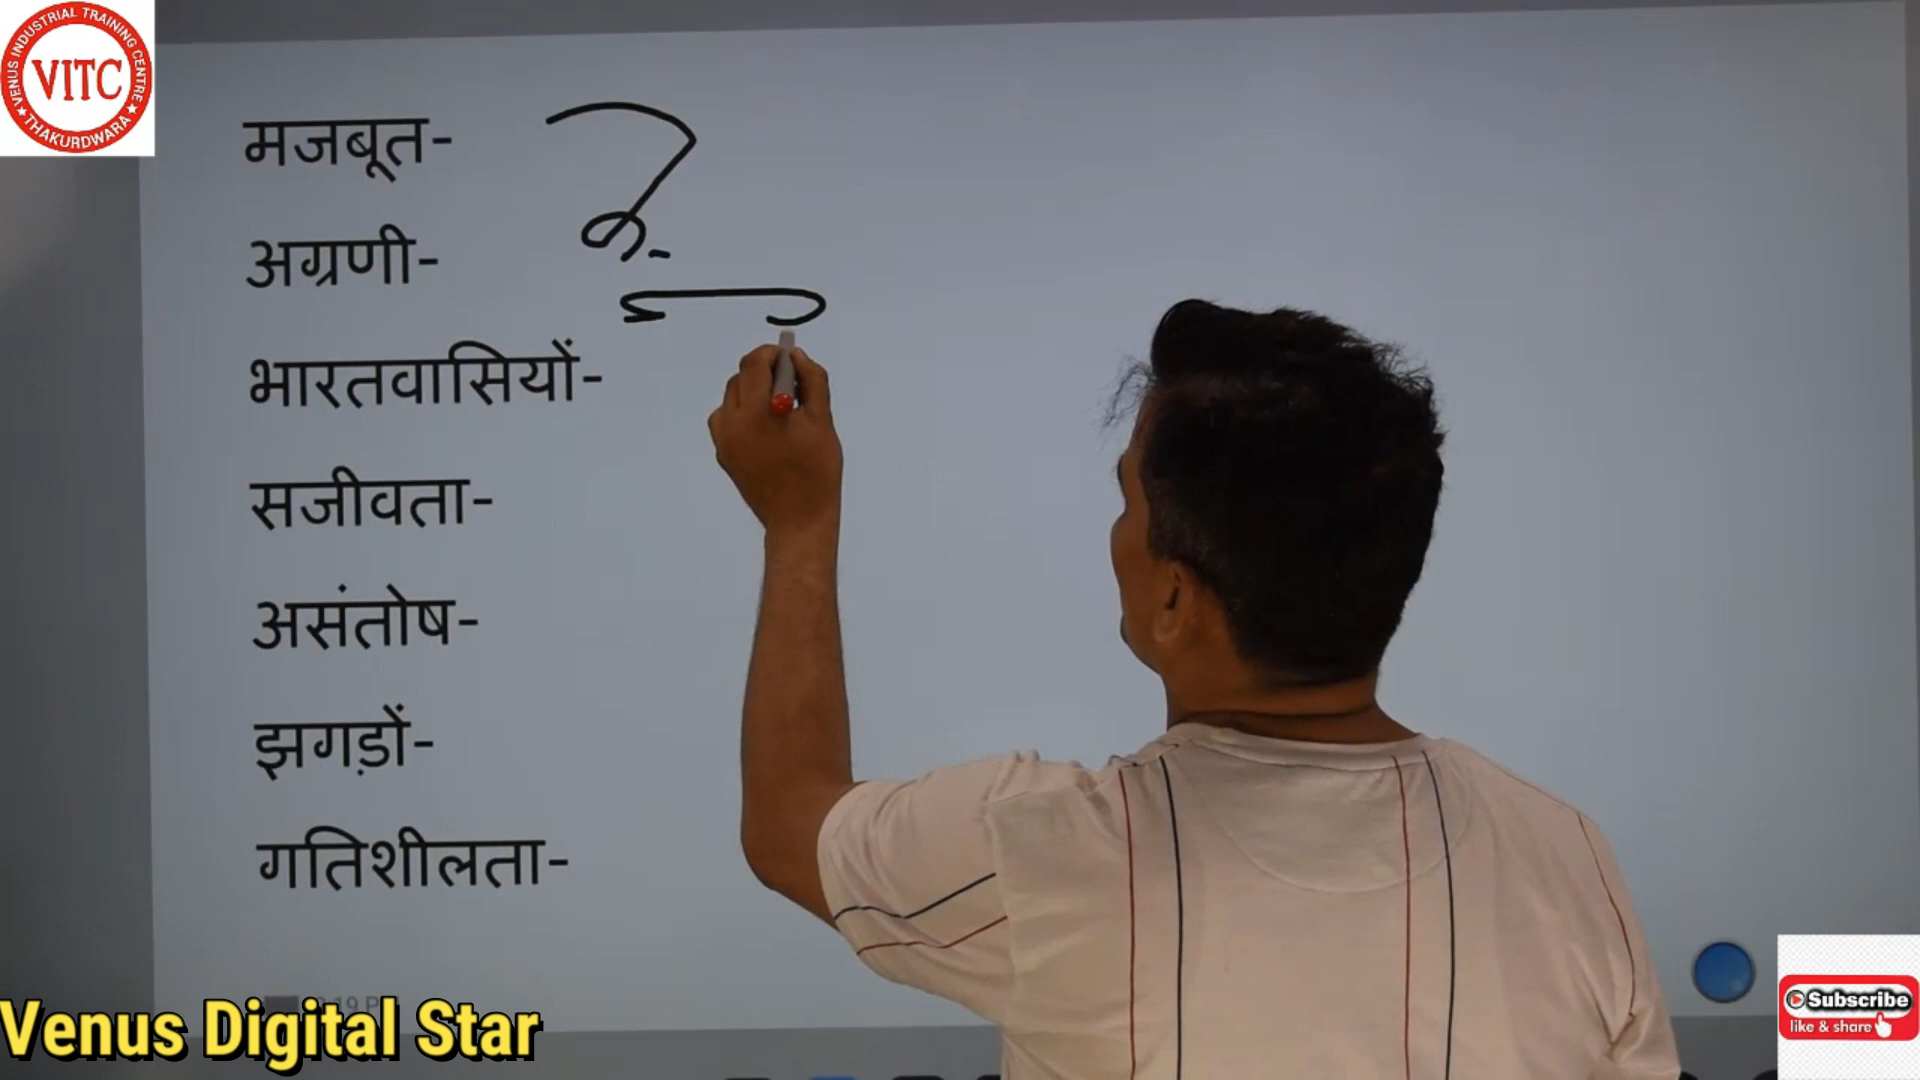 VENUS INDUSTRIAL TRAINING CENTRE
VITC
THAKURDWARA
मजबूत-
अग्रणी-
भारतवासियों-
सजीवता-
असंतोष-
झगड़ों-
गतिशीलता-
Venus Digital Star
Subscribe
like & share